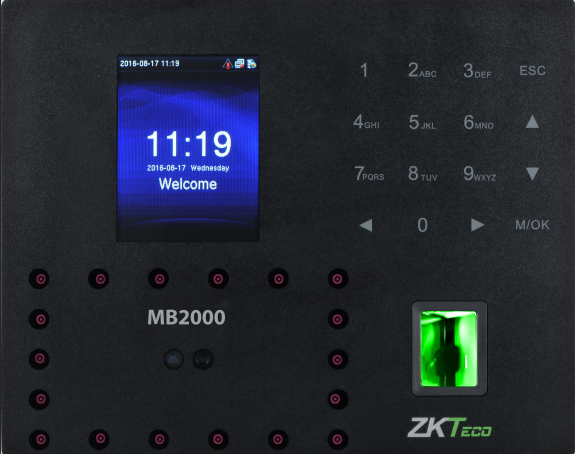 2016-08-17 11:19
11:19
2016-08-17 Wednesday
Welcome
1 2ABC 3DEF ESC
4GHI 5JKL 6MNO
7PQRS 8TUV 9WXYZ
0 M/OK
MB2000
ZKTECO